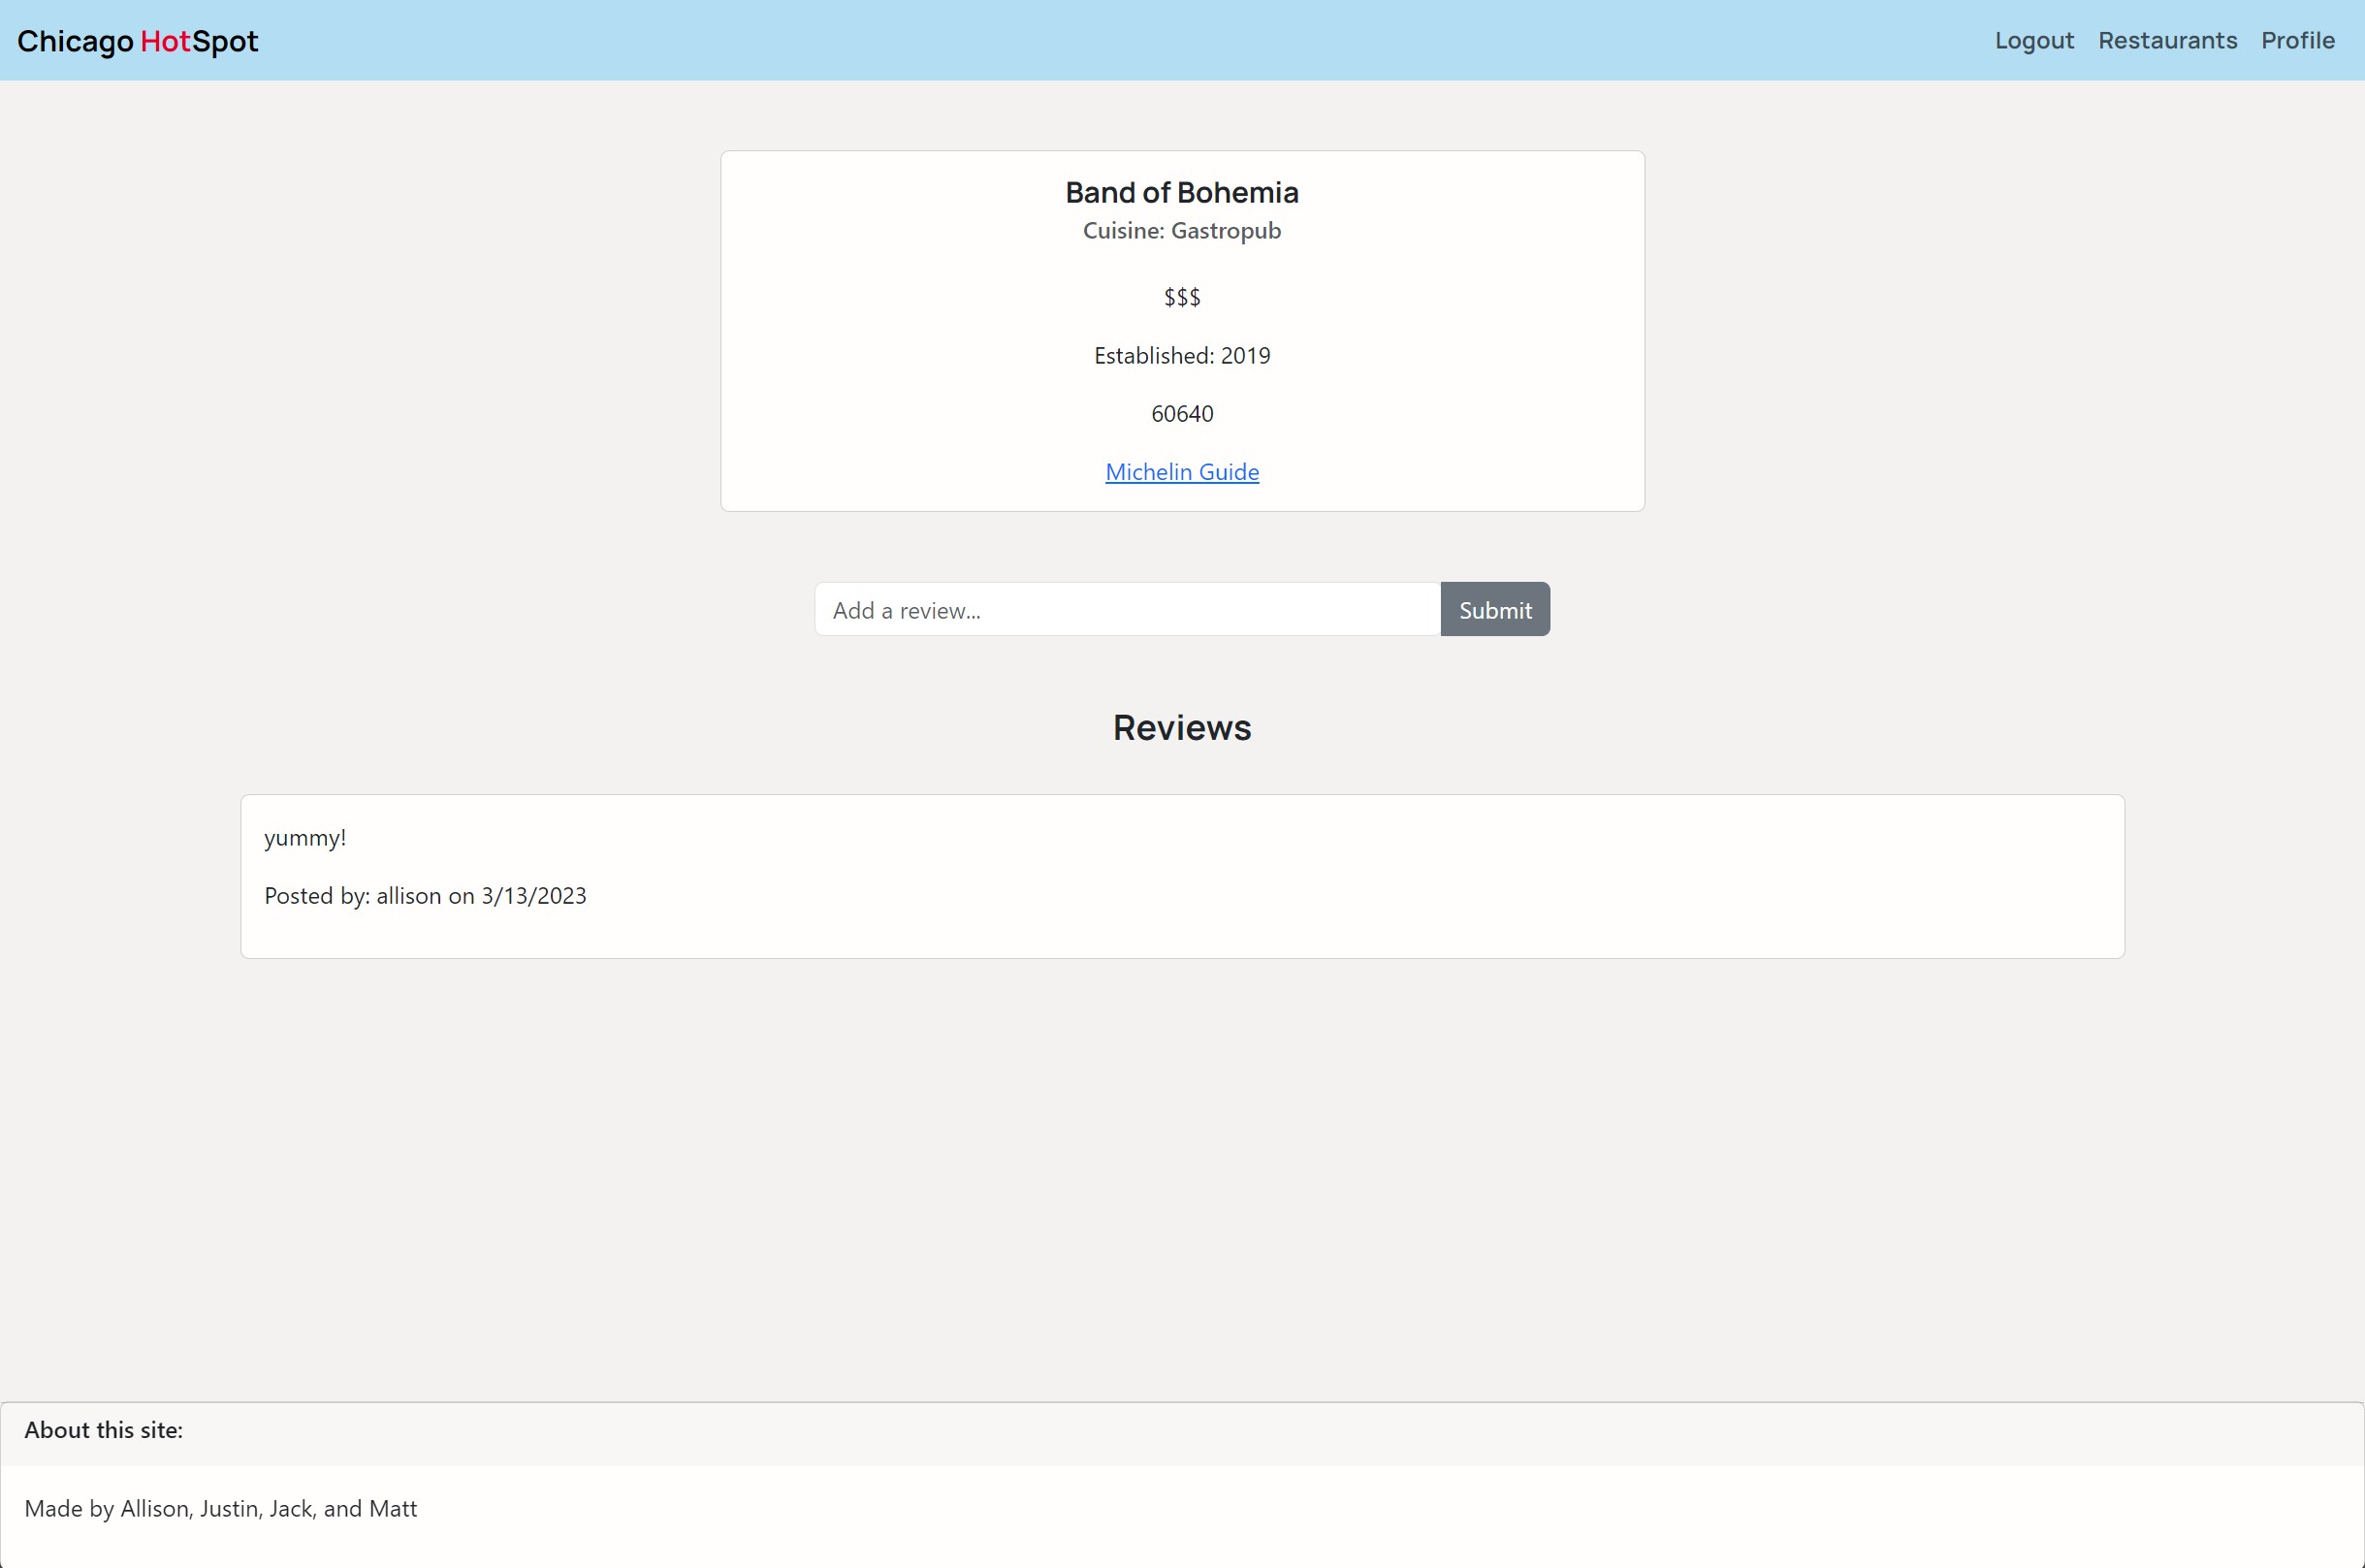 Chicago HotSpot
Logout Restaurants Profile
Band of Bohemia
Cuisine: Gastropub
$$$
Established: 2019
60640
Michelin Guide
Add a review...
Submit
Reviews
yummy!
Posted by: allison on 3/13/2023
About this site:
Made by Allison, Justin, Jack, and Matt